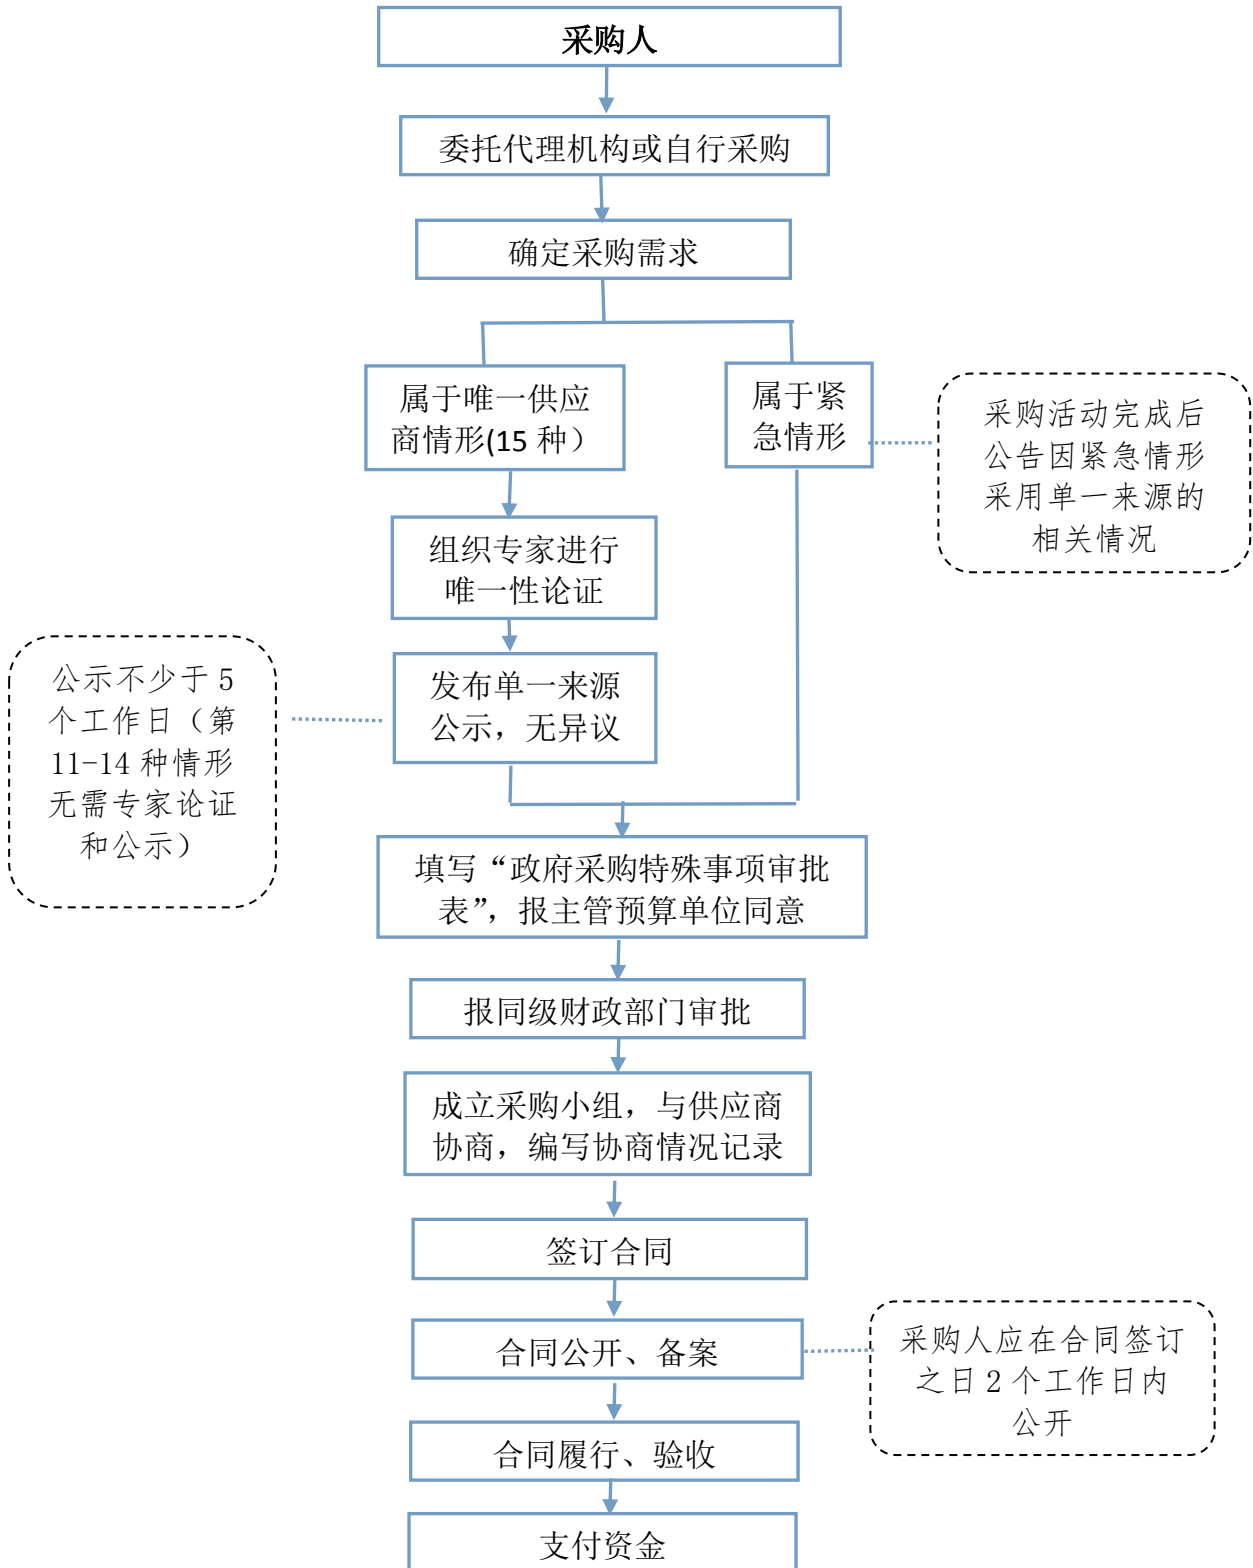 采购人
委托代理机构或自行采购
确定采购需求
属于唯一供应
商情形(15 种）
属于紧
急情形
采购活动完成后
公告因紧急情形
采用单一来源的
相关情况
组织专家进行
唯一性论证
公示不少于 5
个工作日（第
11-14 种情形
无需专家论证
和公示）
发布单一来源
公示，无异议
填写“政府采购特殊事项审批
表”，报主管预算单位同意
报同级财政部门审批
成立采购小组，与供应商
协商，编写协商情况记录
签订合同
合同公开、备案
采购人应在合同签订
之日 2 个工作日内
公开
合同履行、验收
支付资金